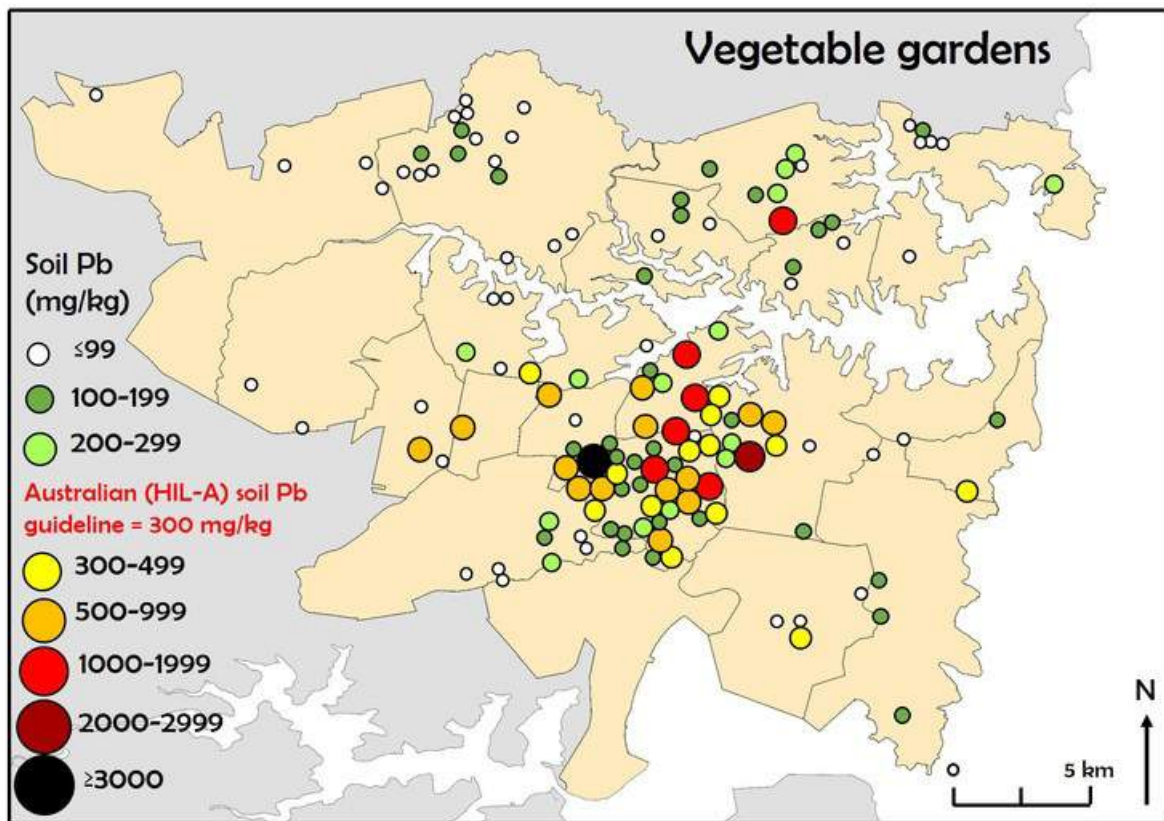 Vegetable gardens
Soil Pb
(mg/kg)
≤99
100-199
200-299
Australian (HIL-A) soil Pb
guideline = 300 mg/kg
300-499
500-999
1000-1999
2000-2999
≥3000
N
5 km